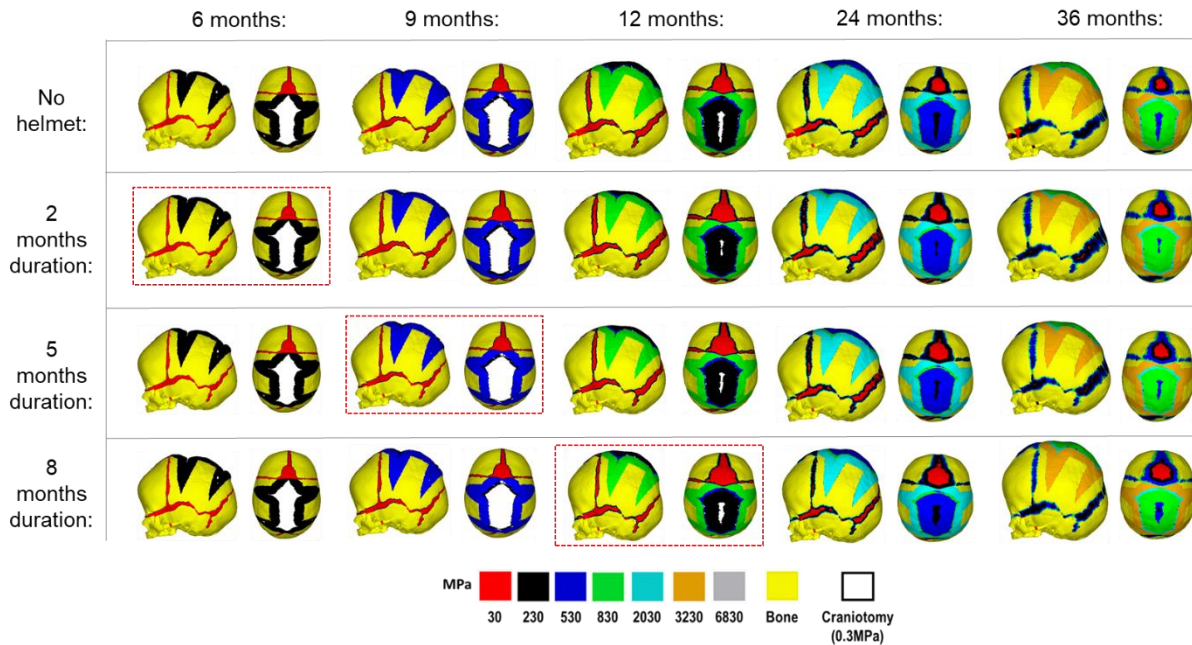 6 months:
9 months:
12 months:
24 months:
36 months:
No
helmet:
2
months
duration:
5
months
duration:
8
months
duration:
MPa
30
230
530
830
2030
3230
6830
Bone
Craniotomy
(0.3MPa)